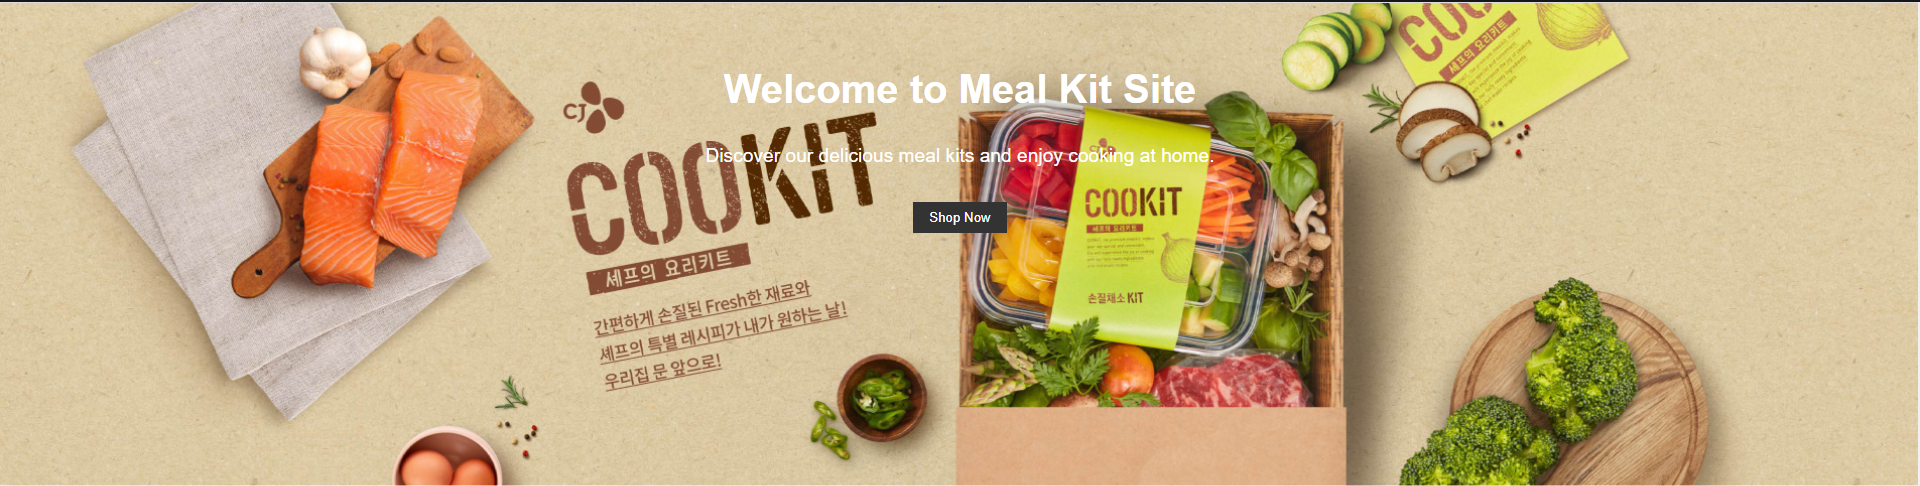 Welcome to Meal Kit Site
Discover our delicious meal kits and enjoy cooking at home.
Shop Now
CJ
COOKIT
셰프의 요리키트
간편하게 손질된 Fresh한 재료와
셰프의 특별 레시피가 내가 원하는 날!
우리집 문 앞으로!
COOKIT
셰프의 요리키트
손질채소 KIT
COO
셰프의 요리키트